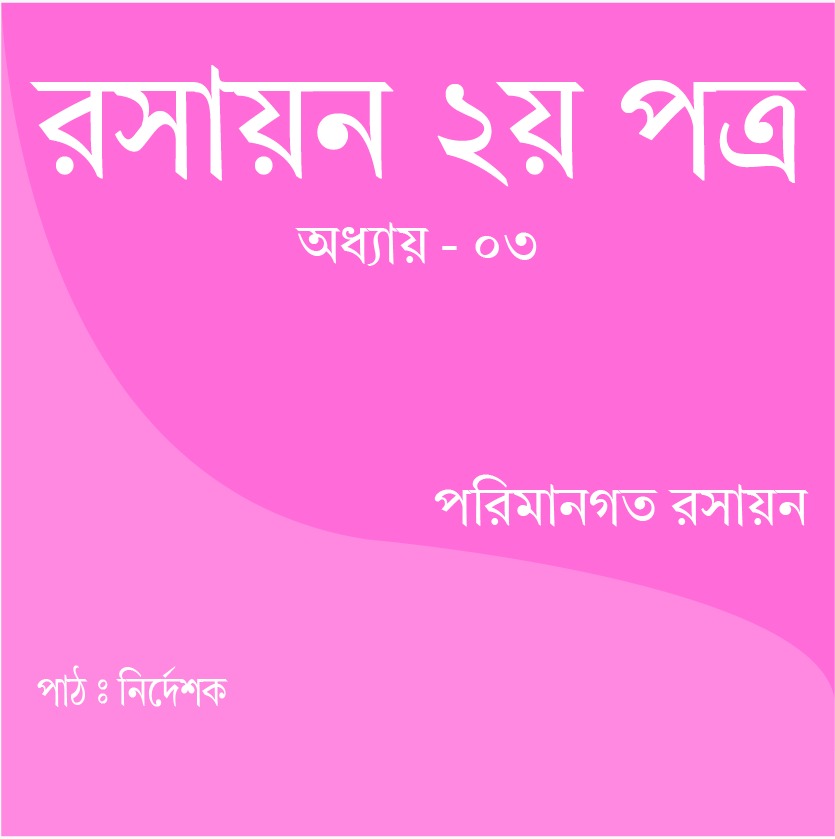 রসায়ন ২য় পত্র
অধ্যায় - ০৩
পরিমানগত রসায়ন
পাঠ ঃ নির্দেশক